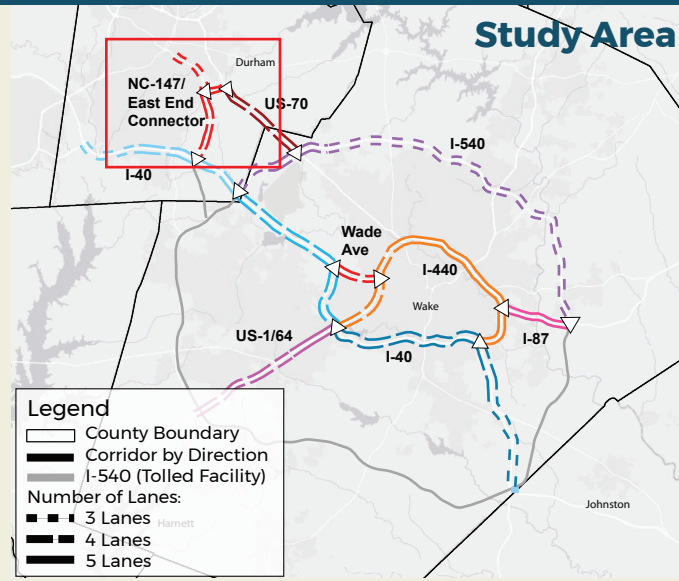 Study Area
Durham
NC-147/
East End
Connector
US-70
I-540
I-40
Wade
Ave
I-440
Wake
US-1/64
I-40
I-87
Legend
County Boundary
Corridor by Direction
I-540 (Tolled Facility)
Number of Lanes:
3 Lanes
4 Lanes
5 Lanes
Harnett
Johnston